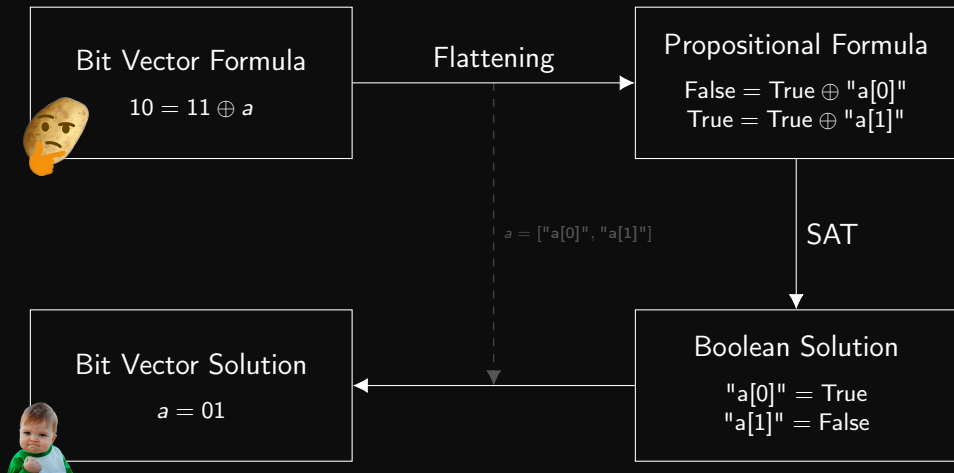 Bit Vector Formula
10 = 11 ⊕ a
Flattening
Propositional Formula
False = True ⊕ "a[0]"
True = True ⊕ "a[1]"
a = ["a[0]", "a[1]"]
SAT
Bit Vector Solution
a = 01
Boolean Solution
"a[0]" = True
"a[1]" = False